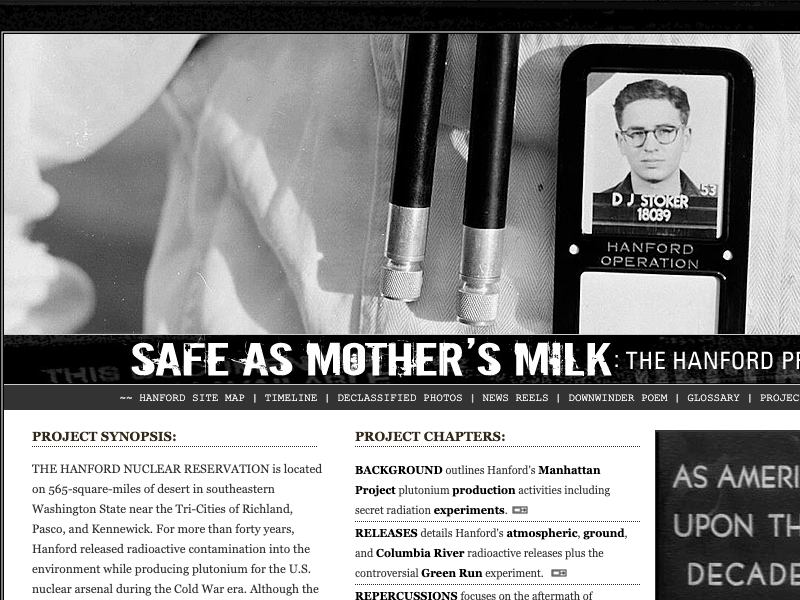 53
D J STOKER
18039
HANFORD
OPERATION
SAFE AS MOTHER'S MILK: THE HANFORD
~~ HANFORD SITE MAP | TIMELINE | DECLASSIFIED PHOTOS | NEWS REELS | DOWNWINDER POEM | GLOSSARY |
PROJECT SYNOPSIS:
THE HANFORD NUCLEAR RESERVATION is located
on 565-square-miles of desert in southeastern
Washington State near the Tri-Cities of Richland,
Pasco, and Kennewick. For more than forty years,
Hanford released radioactive contamination into the
environment while producing plutonium for the U.S.
nuclear arsenal during the Cold War era. Although the
PROJECT CHAPTERS:
BACKGROUND outlines Hanford's Manhattan
Project plutonium production activities including
secret radiation experiments.
RELEASES details Hanford's atmospheric, ground,
and Columbia River radioactive releases plus the
controversial Green Run experiment.
REPERCUSSIONS focuses on the aftermath of
AS AMERI
UPON TH
DECADE